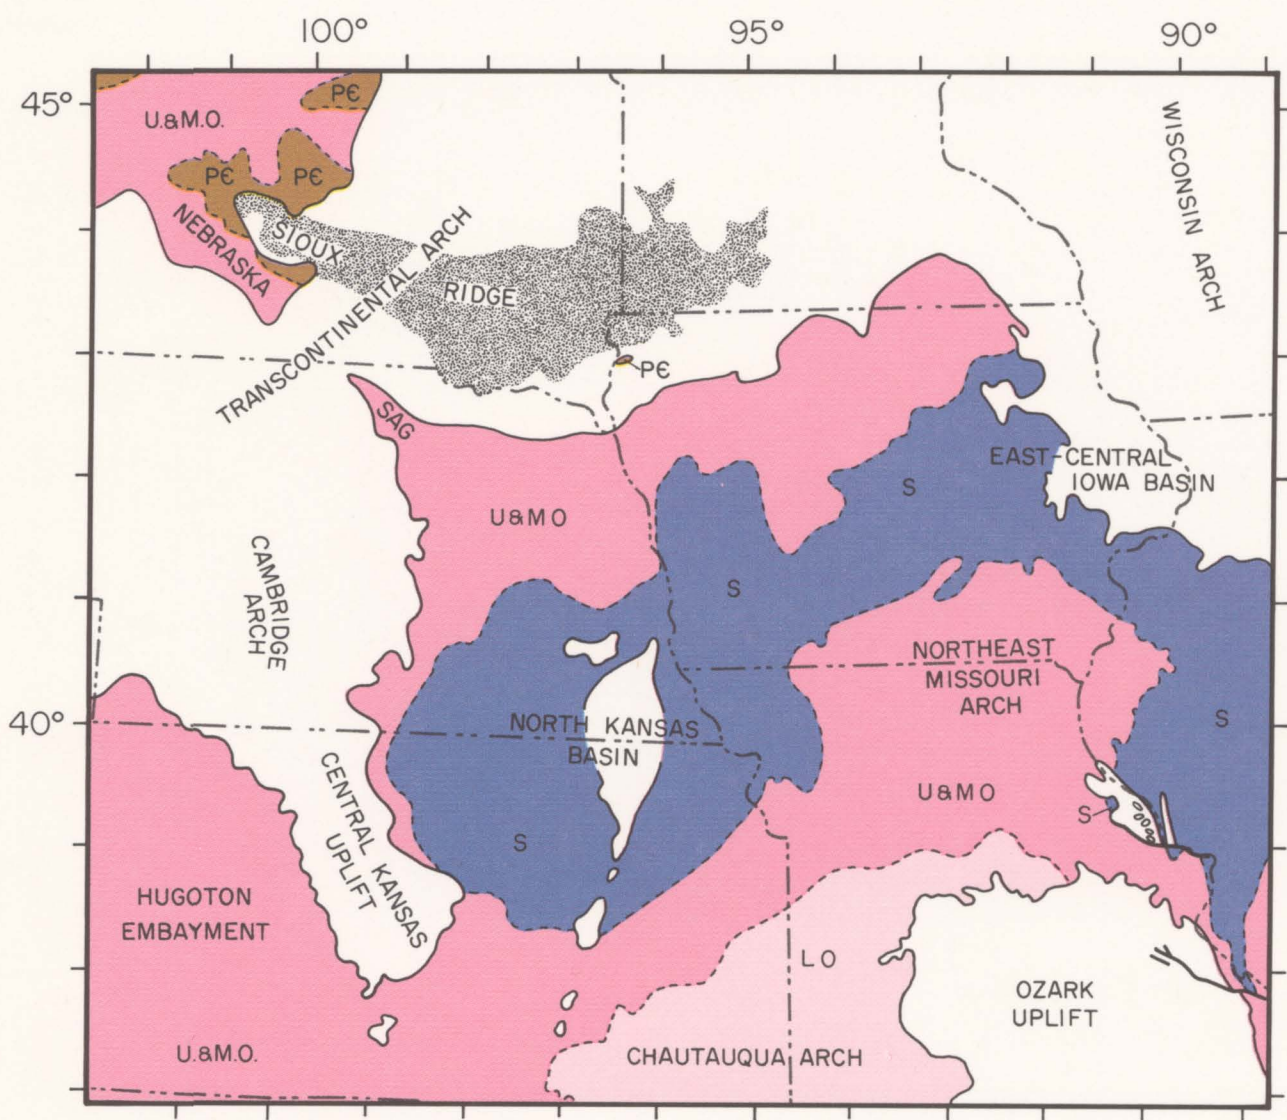 100° 95° 90°
45°
PЄ
U.&M.O.
PЄ PЄ
WISCONSIN ARCH
NEBRASKA
SIOUX
RIDGE
TRANSCONTINENTAL ARCH
PЄ
SAG
EAST-CENTRAL
IOWA BASIN
S
U&MO
CAMBRIDGE
ARCH
S
NORTHEAST
MISSOURI
ARCH
40°
NORTH KANSAS
BASIN
S
CENTRAL KANSAS
UPLIFT
U&MO
S
S
HUGOTON
EMBAYMENT
LO
OZARK
UPLIFT
U.&M.O.
CHAUTAUQUA ARCH